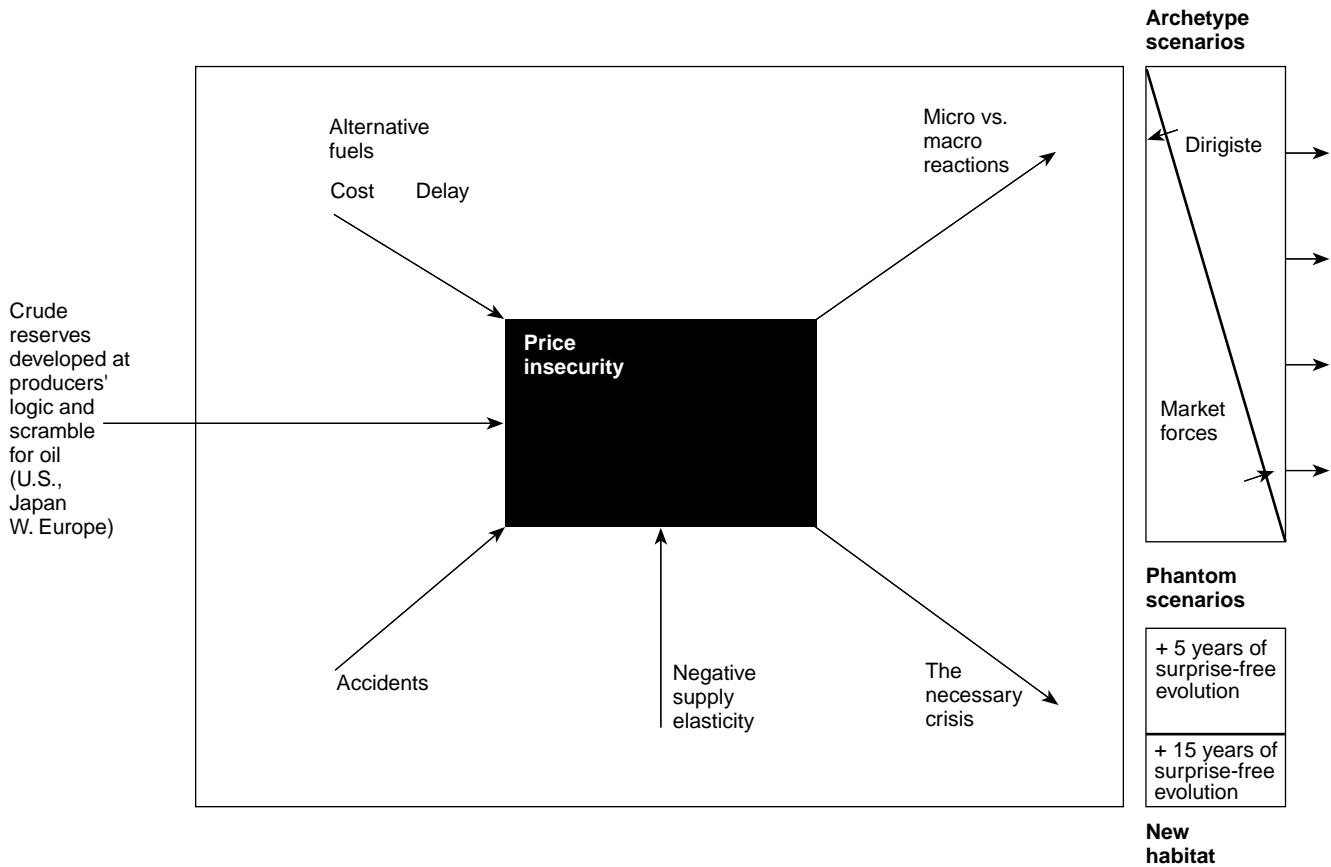 Archetype
scenarios
Alternative
fuels
Cost Delay
Micro vs.
macro
reactions
Dirigiste
Crude
reserves
developed at
producers'
logic and
scramble
for oil
(U.S.,
Japan
W. Europe)
Price
insecurity
Market
forces
Accidents
Negative
supply
elasticity
The
necessary
crisis
Phantom
scenarios
+ 5 years of
surprise-free
evolution
+ 15 years of
surprise-free
evolution
New
habitat